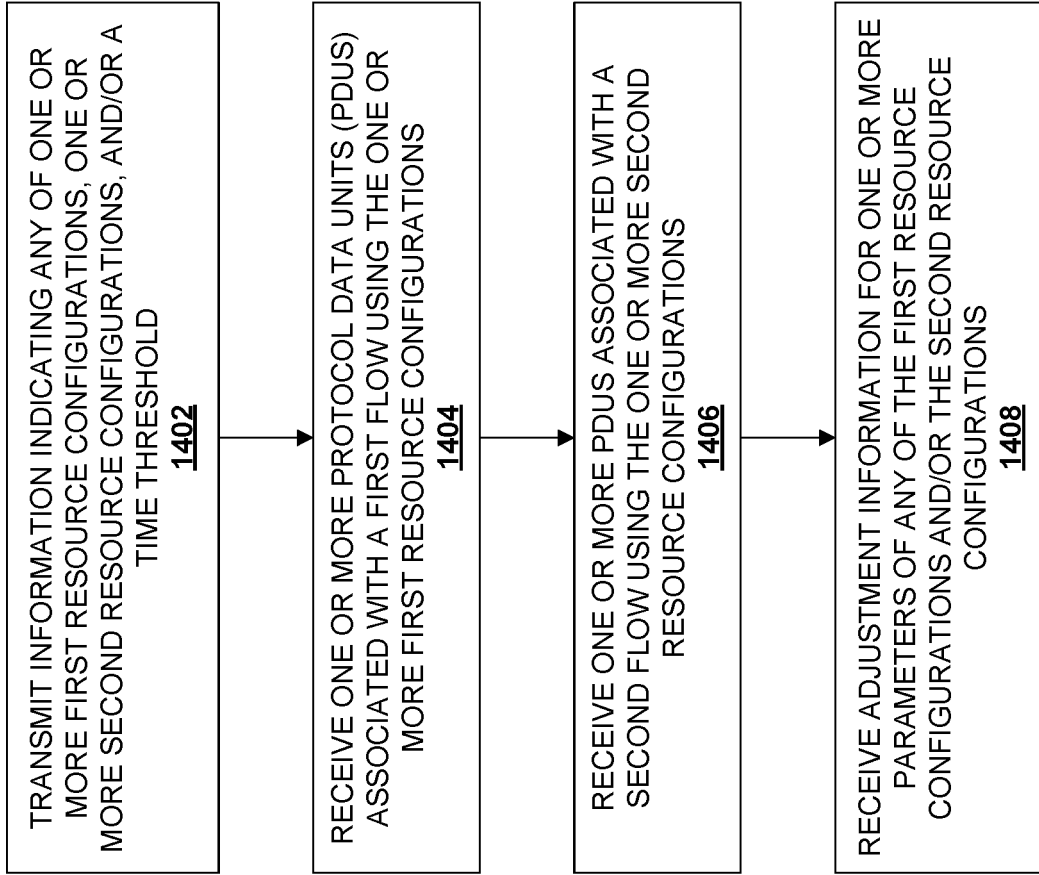 TRANSMIT INFORMATION INDICATING ANY OF ONE OR
MORE FIRST RESOURCE CONFIGURATIONS, ONE OR
MORE SECOND RESOURCE CONFIGURATIONS, AND/OR A
TIME THRESHOLD
1402
RECEIVE ONE OR MORE PROTOCOL DATA UNITS (PDUS)
ASSOCIATED WITH A FIRST FLOW USING THE ONE OR
MORE FIRST RESOURCE CONFIGURATIONS
1404
RECEIVE ONE OR MORE PDUS ASSOCIATED WITH A
SECOND FLOW USING THE ONE OR MORE SECOND
RESOURCE CONFIGURATIONS
1406
RECEIVE ADJUSTMENT INFORMATION FOR ONE OR MORE
PARAMETERS OF ANY OF THE FIRST RESOURCE
CONFIGURATIONS AND/OR THE SECOND RESOURCE
CONFIGURATIONS
1408